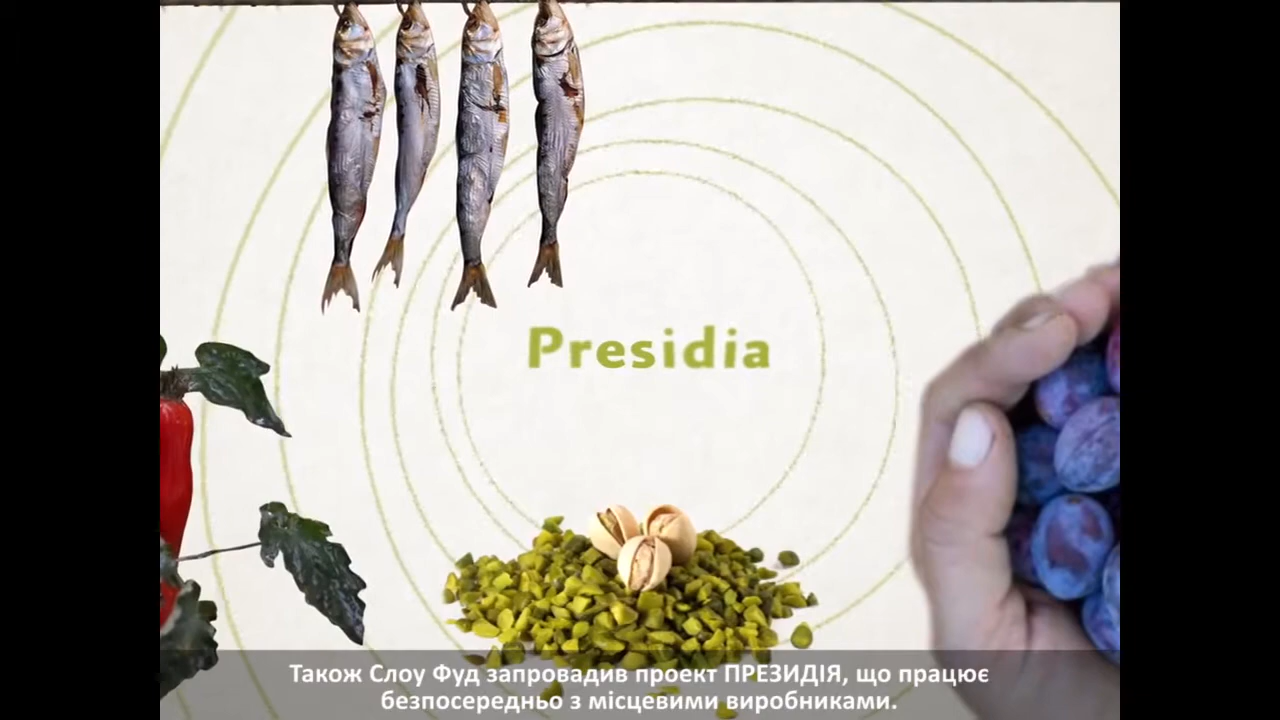 Presidia
Також Слоу Фуд запровадив проект ПРЕЗИДІЯ, що працює
безпосередньо з місцевими виробниками.